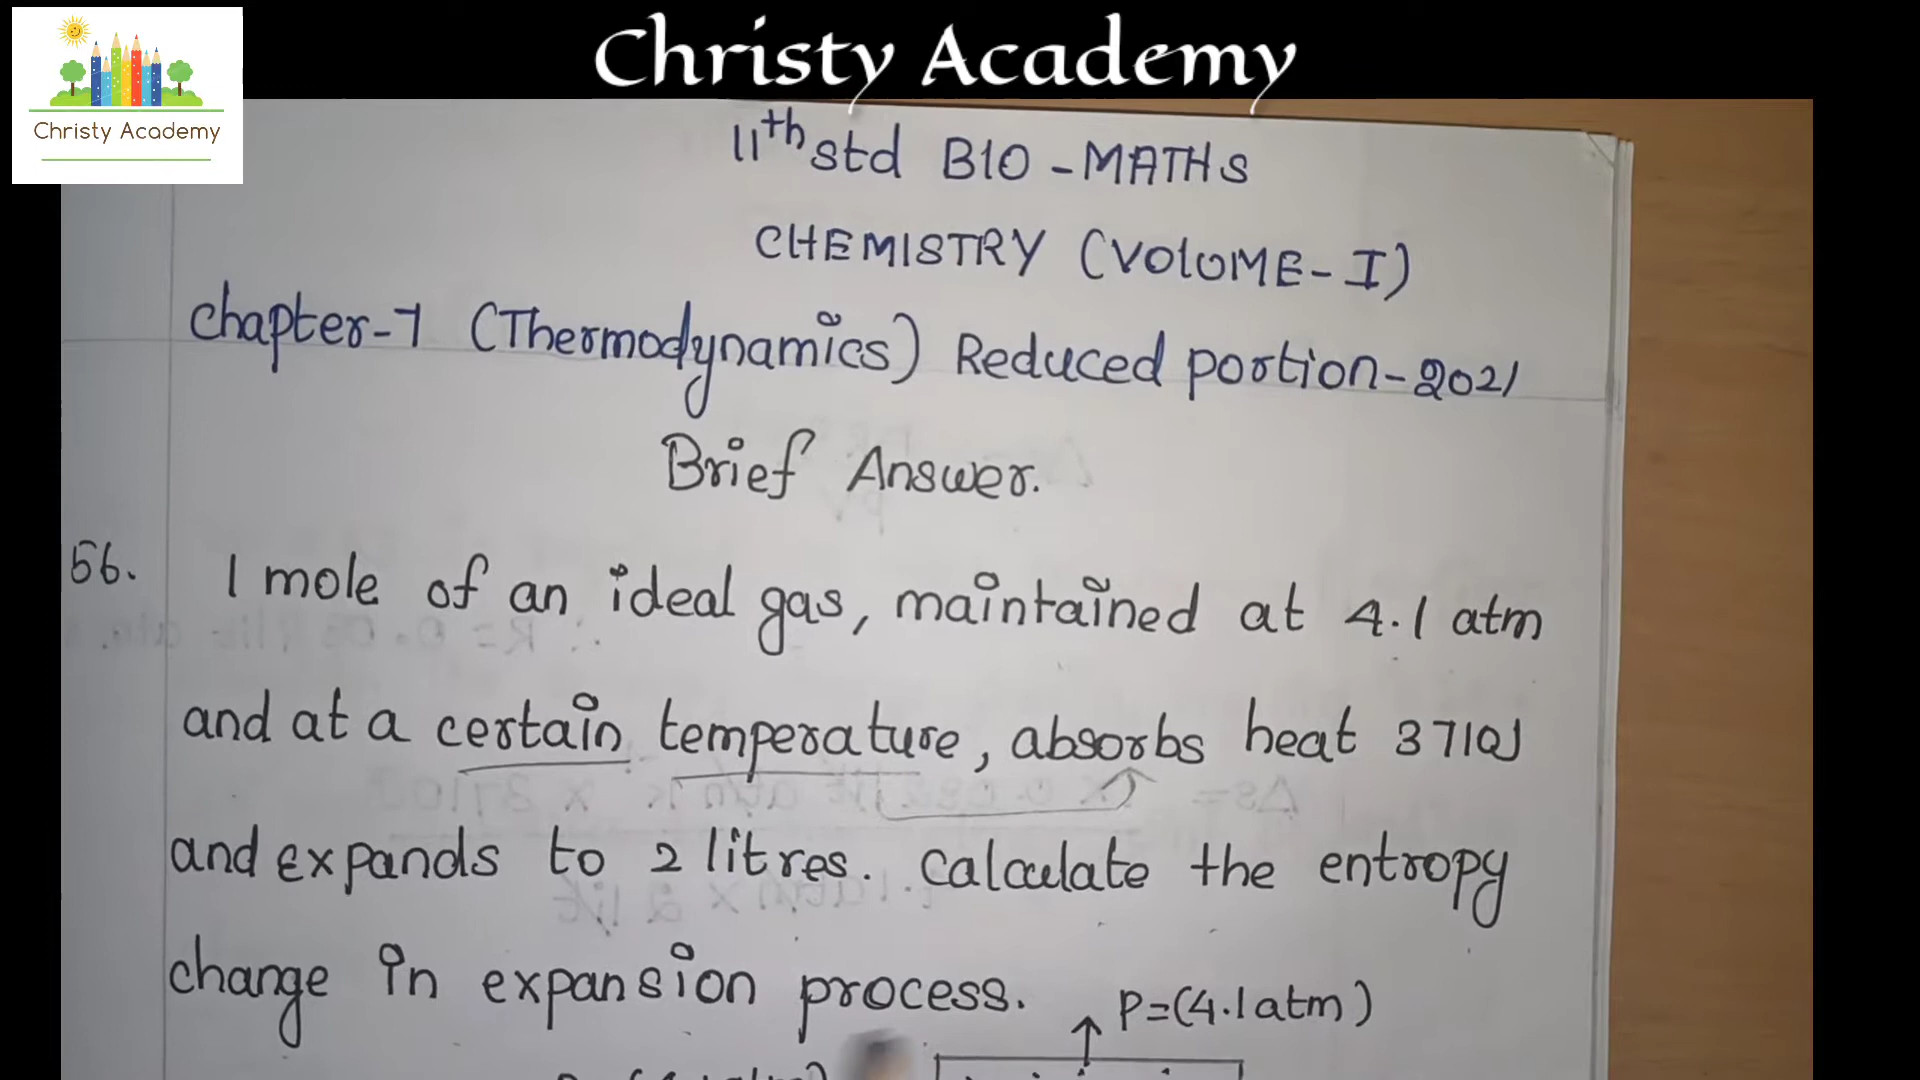 Christy Academy
Christy Academy
11th std BIO - MATHS
CHEMISTRY (VOLUME - I)
Chapter - 7 (Thermodynamics) Reduced portion - 2021
Brief Answer.
56. 1 mole of an ideal gas, maintained at 4.1 atm
and at a certain temperature, absorbs heat 3710J
and expands to 2 litres. Calculate the entropy
change in expansion process.
P=(4.1atm)